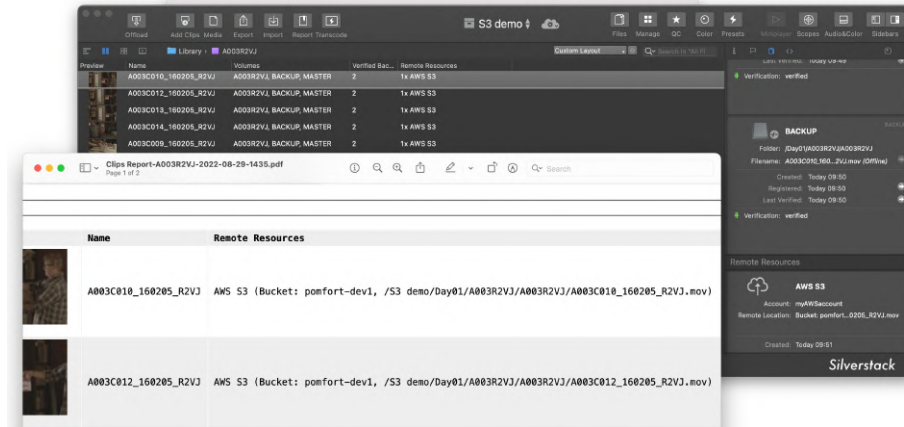 S3 demo
Offload Add Clips Media Export Import Report Transcode Files Manage QC Color Presets Scopes Audio&Color Sidebars
Library › A003R2VJ Custom Layout
Preview Name Volumes Verified Bac... Remote Resources
A003C010_160205_R2VJ A003R2VJ, BACKUP, MASTER 2 1x AWS S3
A003C012_160205_R2VJ A003R2VJ, BACKUP, MASTER 2 1x AWS S3
A003C013_160205_R2VJ A003R2VJ, BACKUP, MASTER 2 1x AWS S3
A003C014_160205_R2VJ A003R2VJ, BACKUP, MASTER 2 1x AWS S3
A003C009_160205_R2VJ A003R2VJ, BACKUP, MASTER 2 1x AWS S3
Last Verified: Today 09:49
Verification: verified
BACKUP
Folder: /Day01/A003R2VJ/A003R2VJ
Filename: A003C010_160...2VJ.mov (Offline)
Created: Today 09:50
Registered: Today 09:50
Last Verified: Today 09:50
Verification: verified
Remote Resources
AWS S3
Account: myAWSaccount
Remote Location: Bucket: pomfort...0205_R2VJ.mov
Created: Today 09:51
Silverstack
Clips Report-A003R2VJ-2022-08-29-1435.pdf
Page 1 of 2
Search
Name Remote Resources
A003C010_160205_R2VJ AWS S3 (Bucket: pomfort-dev1, /S3 demo/Day01/A003R2VJ/A003R2VJ/A003C010_160205_R2VJ.mov)
A003C012_160205_R2VJ AWS S3 (Bucket: pomfort-dev1, /S3 demo/Day01/A003R2VJ/A003R2VJ/A003C012_160205_R2VJ.mov)